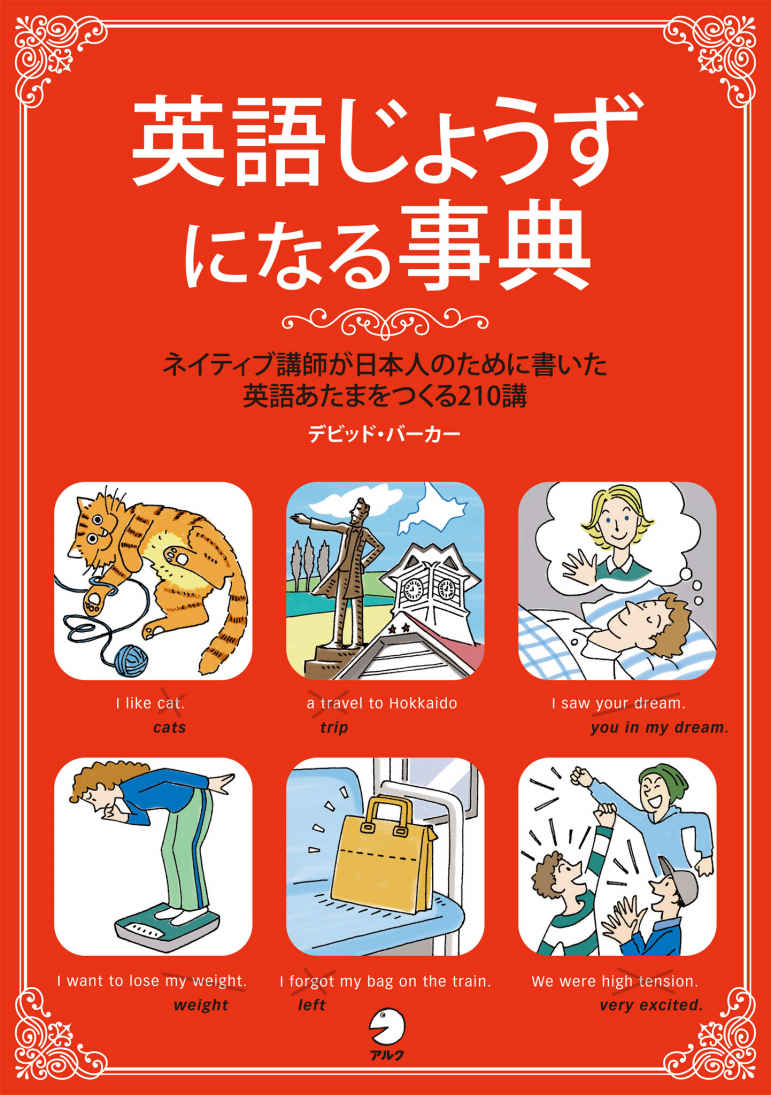 英語じょうず
になる事典
ネイティブ講師が日本人のために書いた
英語あたまをつくる210講
デビッド・バーカー
I like cat.
cats
a travel to Hokkaido
trip
I saw your dream.
you in my dream.
I want to lose my weight.
weight
I forgot my bag on the train.
left
We were high tension.
very excited.
アルク